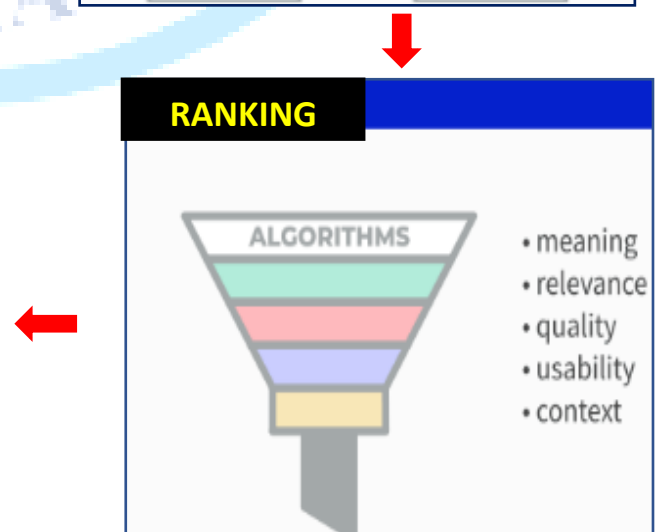 RANKING
ALGORITHMS
• meaning
• relevance
• quality
• usability
• context